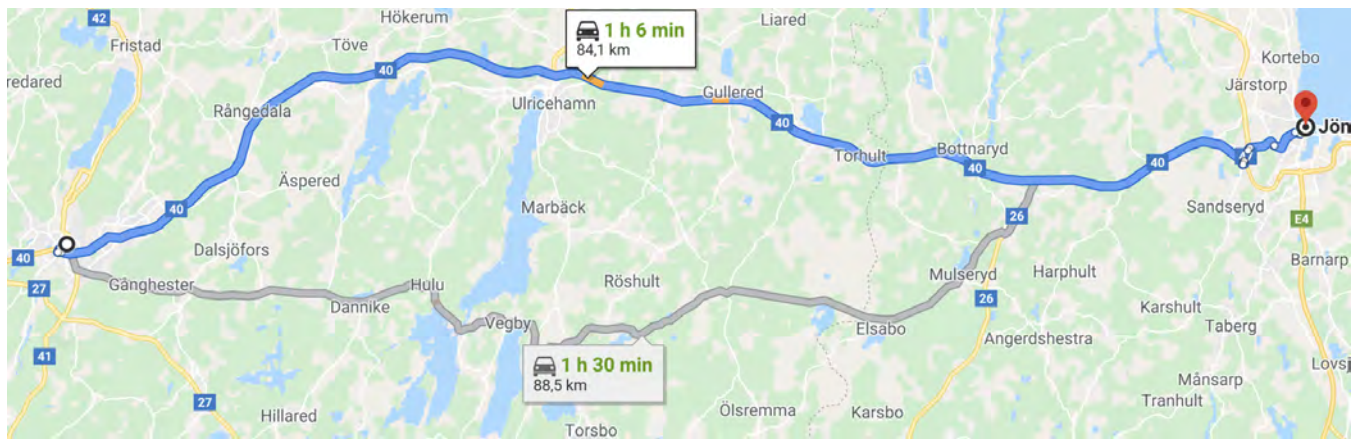 42
Hökerum
Liared
Fristad
Töve
1 h 6 min
84,1 km
Kortebo
redared
40
Järstorp
Rångedala
Ulricehamn
Gullered
40
Jön
40
Torhult
Bottnaryd
40
40
Äspered
Marbäck
40
26
Sandseryd
E4
40
Dalsjöfors
Barnarp
27
Gånghester
Dannike
Hulu
Röshult
Mulseryd
Harphult
26
Karshult
Vegby
Elsabo
Taberg
41
1 h 30 min
88,5 km
Angerdshestra
Lovsj
27
Månsarp
Hillared
Ölsremma
Karsbo
Tranhult
Torsbo